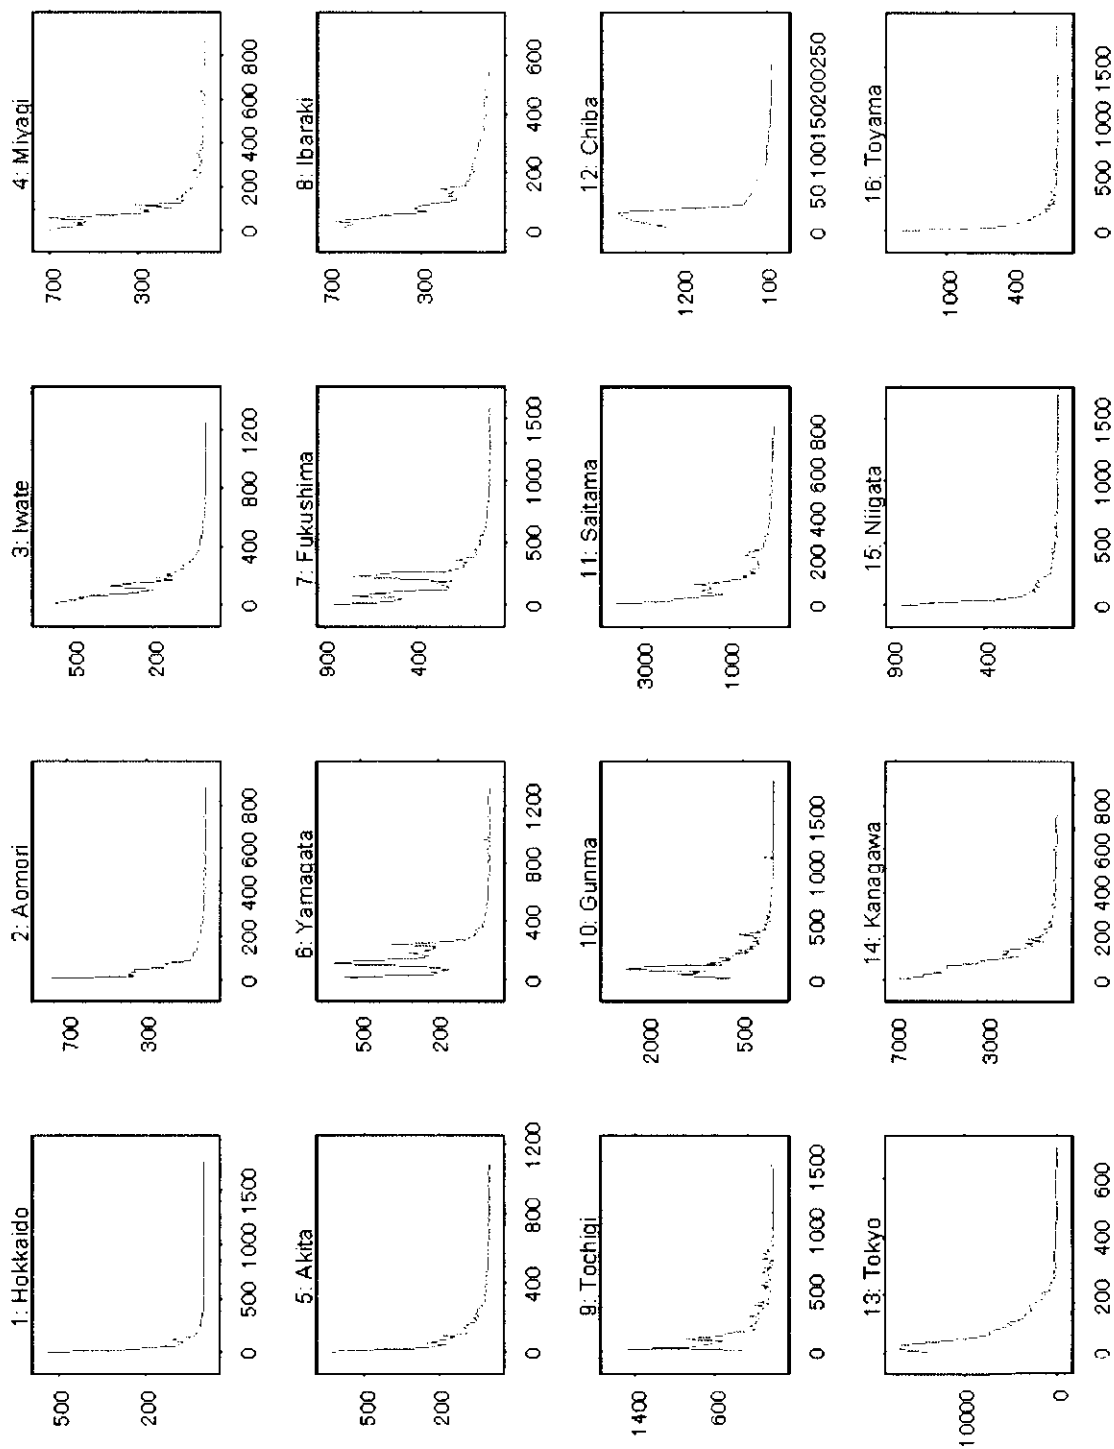 1: Hokkaido
500
200
0 500 1000 1500
2: Aomori
700
300
0 200 400 600 800
3: Iwate
500
200
0 400 800 1200
4: Miyagi
700
300
0 200 400 600 800
5: Akita
500
200
0 400 800 1200
6: Yamagata
500
200
0 400 800 1200
7: Fukushima
900
400
0 500 1000 1500
8: Ibaraki
700
300
0 200 400 600
9: Tochigi
1400
600
0 500 1000 1500
10: Gunma
2000
500
0 500 1000 1500
11: Saitama
3000
1000
0 200 400 600 800
12: Chiba
1200
100
0 50 100150200250
13: Tokyo
10000
0
0 200 400 600
14: Kanagawa
7000
3000
0 200 400 600 800
15: Niigata
900
400
0 500 1000 1500
16: Toyama
1000
400
0 500 1000 1500